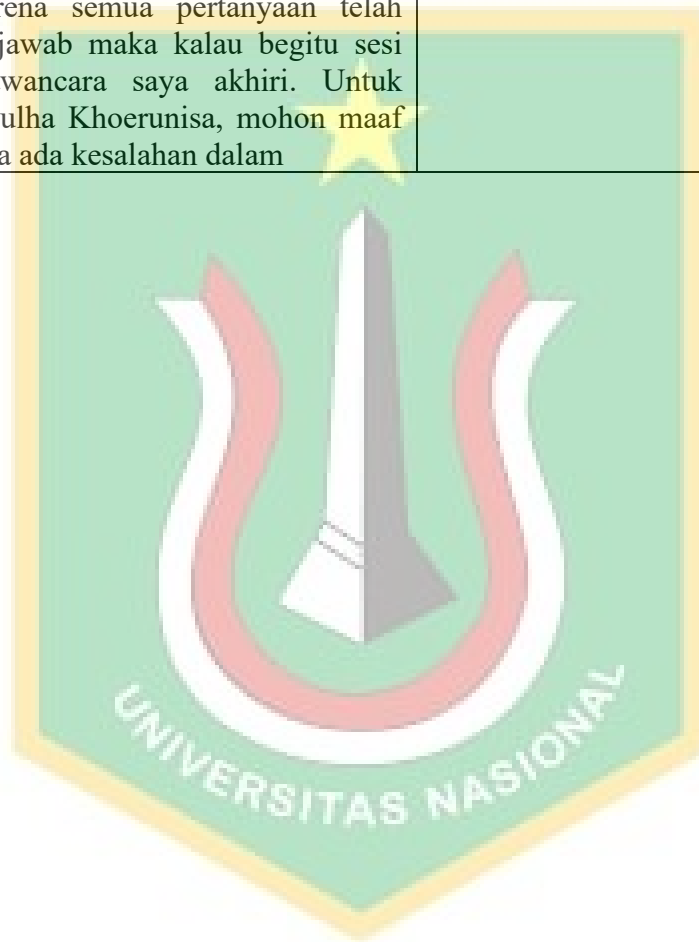 rena semua pertanyaan telah
jawab maka kalau begitu sesi
wancara saya akhiri. Untuk
ulha Khoerunisa, mohon maaf
a ada kesalahan dalam
UNIVERSITAS NASIONAL